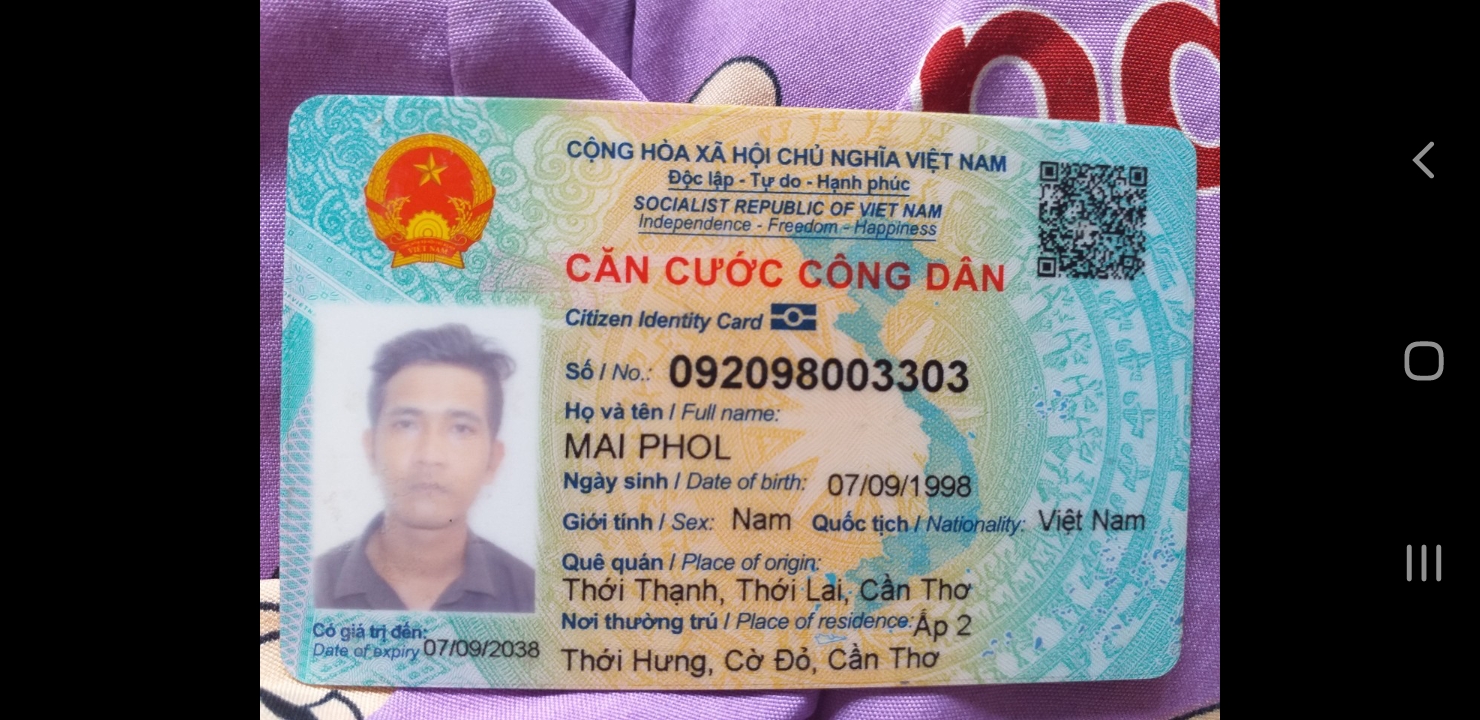 CỘNG HÒA XÃ HỘI CHỦ NGHĨA VIỆT NAM
Độc lập - Tự do - Hạnh phúc
SOCIALIST REPUBLIC OF VIET NAM
Independence - Freedom - Happiness
CĂN CƯỚC CÔNG DÂN
Citizen Identity Card
Số / No.: 092098003303
Họ và tên / Full name:
MAI PHOL
Ngày sinh / Date of birth: 07/09/1998
Giới tính / Sex: Nam Quốc tịch / Nationality: Việt Nam
Quê quán / Place of origin:
Thới Thạnh, Thới Lai, Cần Thơ
Nơi thường trú / Place of residence: Ấp 2
Thới Hưng, Cờ Đỏ, Cần Thơ
Có giá trị đến:
Date of expiry 07/09/2038
VIỆT NAM